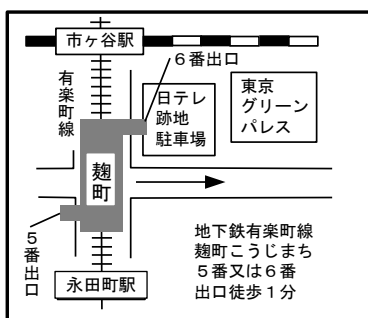 市ヶ谷駅
６番出口
有楽町線
日テレ
跡地
駐車場
東京
グリーン
パレス
麹町
５番出口
永田町駅
地下鉄有楽町線
麹町こうじまち
５番又は６番
出口徒歩１分